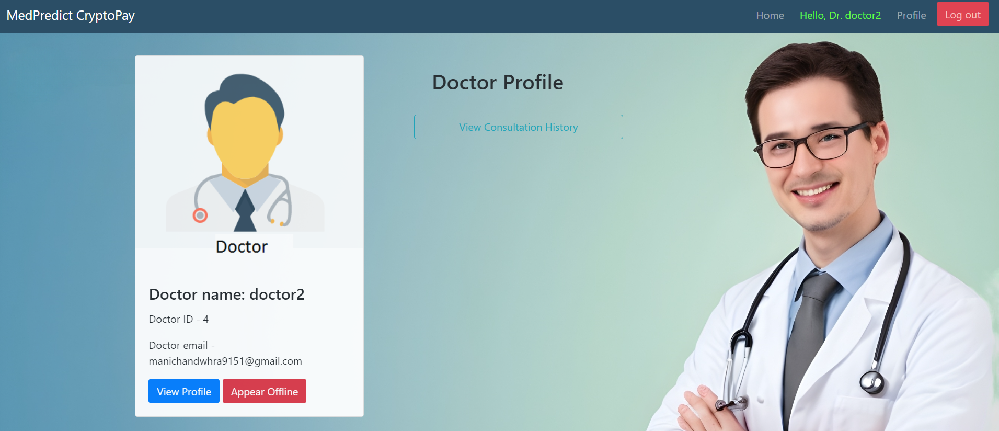 MedPredict CryptoPay
Home
Hello, Dr. doctor2
Profile
Log out
Doctor
Doctor name: doctor2
Doctor ID - 4
Doctor email -
manichandwhra9151@gmail.com
View Profile
Appear Offline
Doctor Profile
View Consultation History